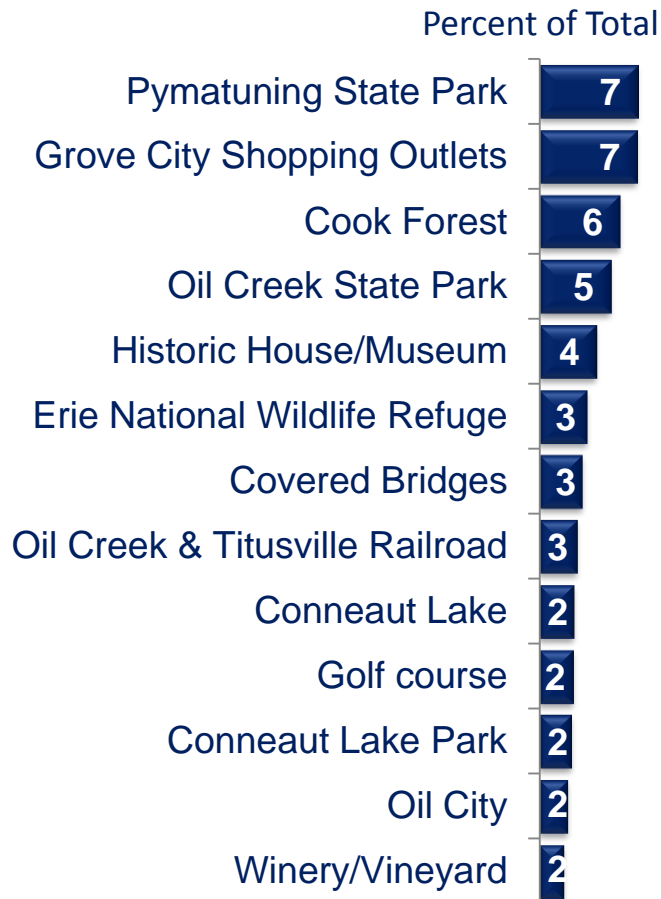 Percent of Total
Pymatuning State Park 7
Grove City Shopping Outlets 7
Cook Forest 6
Oil Creek State Park 5
Historic House/Museum 4
Erie National Wildlife Refuge 3
Covered Bridges 3
Oil Creek & Titusville Railroad 3
Conneaut Lake 2
Golf course 2
Conneaut Lake Park 2
Oil City 2
Winery/Vineyard 2